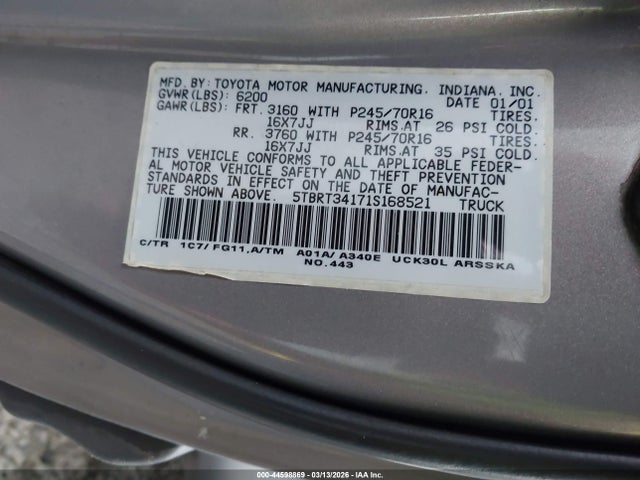 MFD. BY: TOYOTA MOTOR MANUFACTURING, INDIANA, INC.
GVWR(LBS): 6200 DATE 01/01
GAWR(LBS): FRT. 3160 WITH P245/70R16 TIRES.
16X7JJ RIMS.AT 26 PSI COLD.
RR. 3760 WITH P245/70R16 TIRES.
16X7JJ RIMS.AT 35 PSI COLD.
THIS VEHICLE CONFORMS TO ALL APPLICABLE FEDER-
AL MOTOR VEHICLE SAFETY AND THEFT PREVENTION
STANDARDS IN EFFECT ON THE DATE OF MANUFAC-
TURE SHOWN ABOVE. 5TBRT34171S168521 TRUCK
C/TR 1C7/FG11,A/TM A01A/A340E UCK30L ARSSKA
NO.443
000-44598869 - 03/13/2026 - IAA Inc.